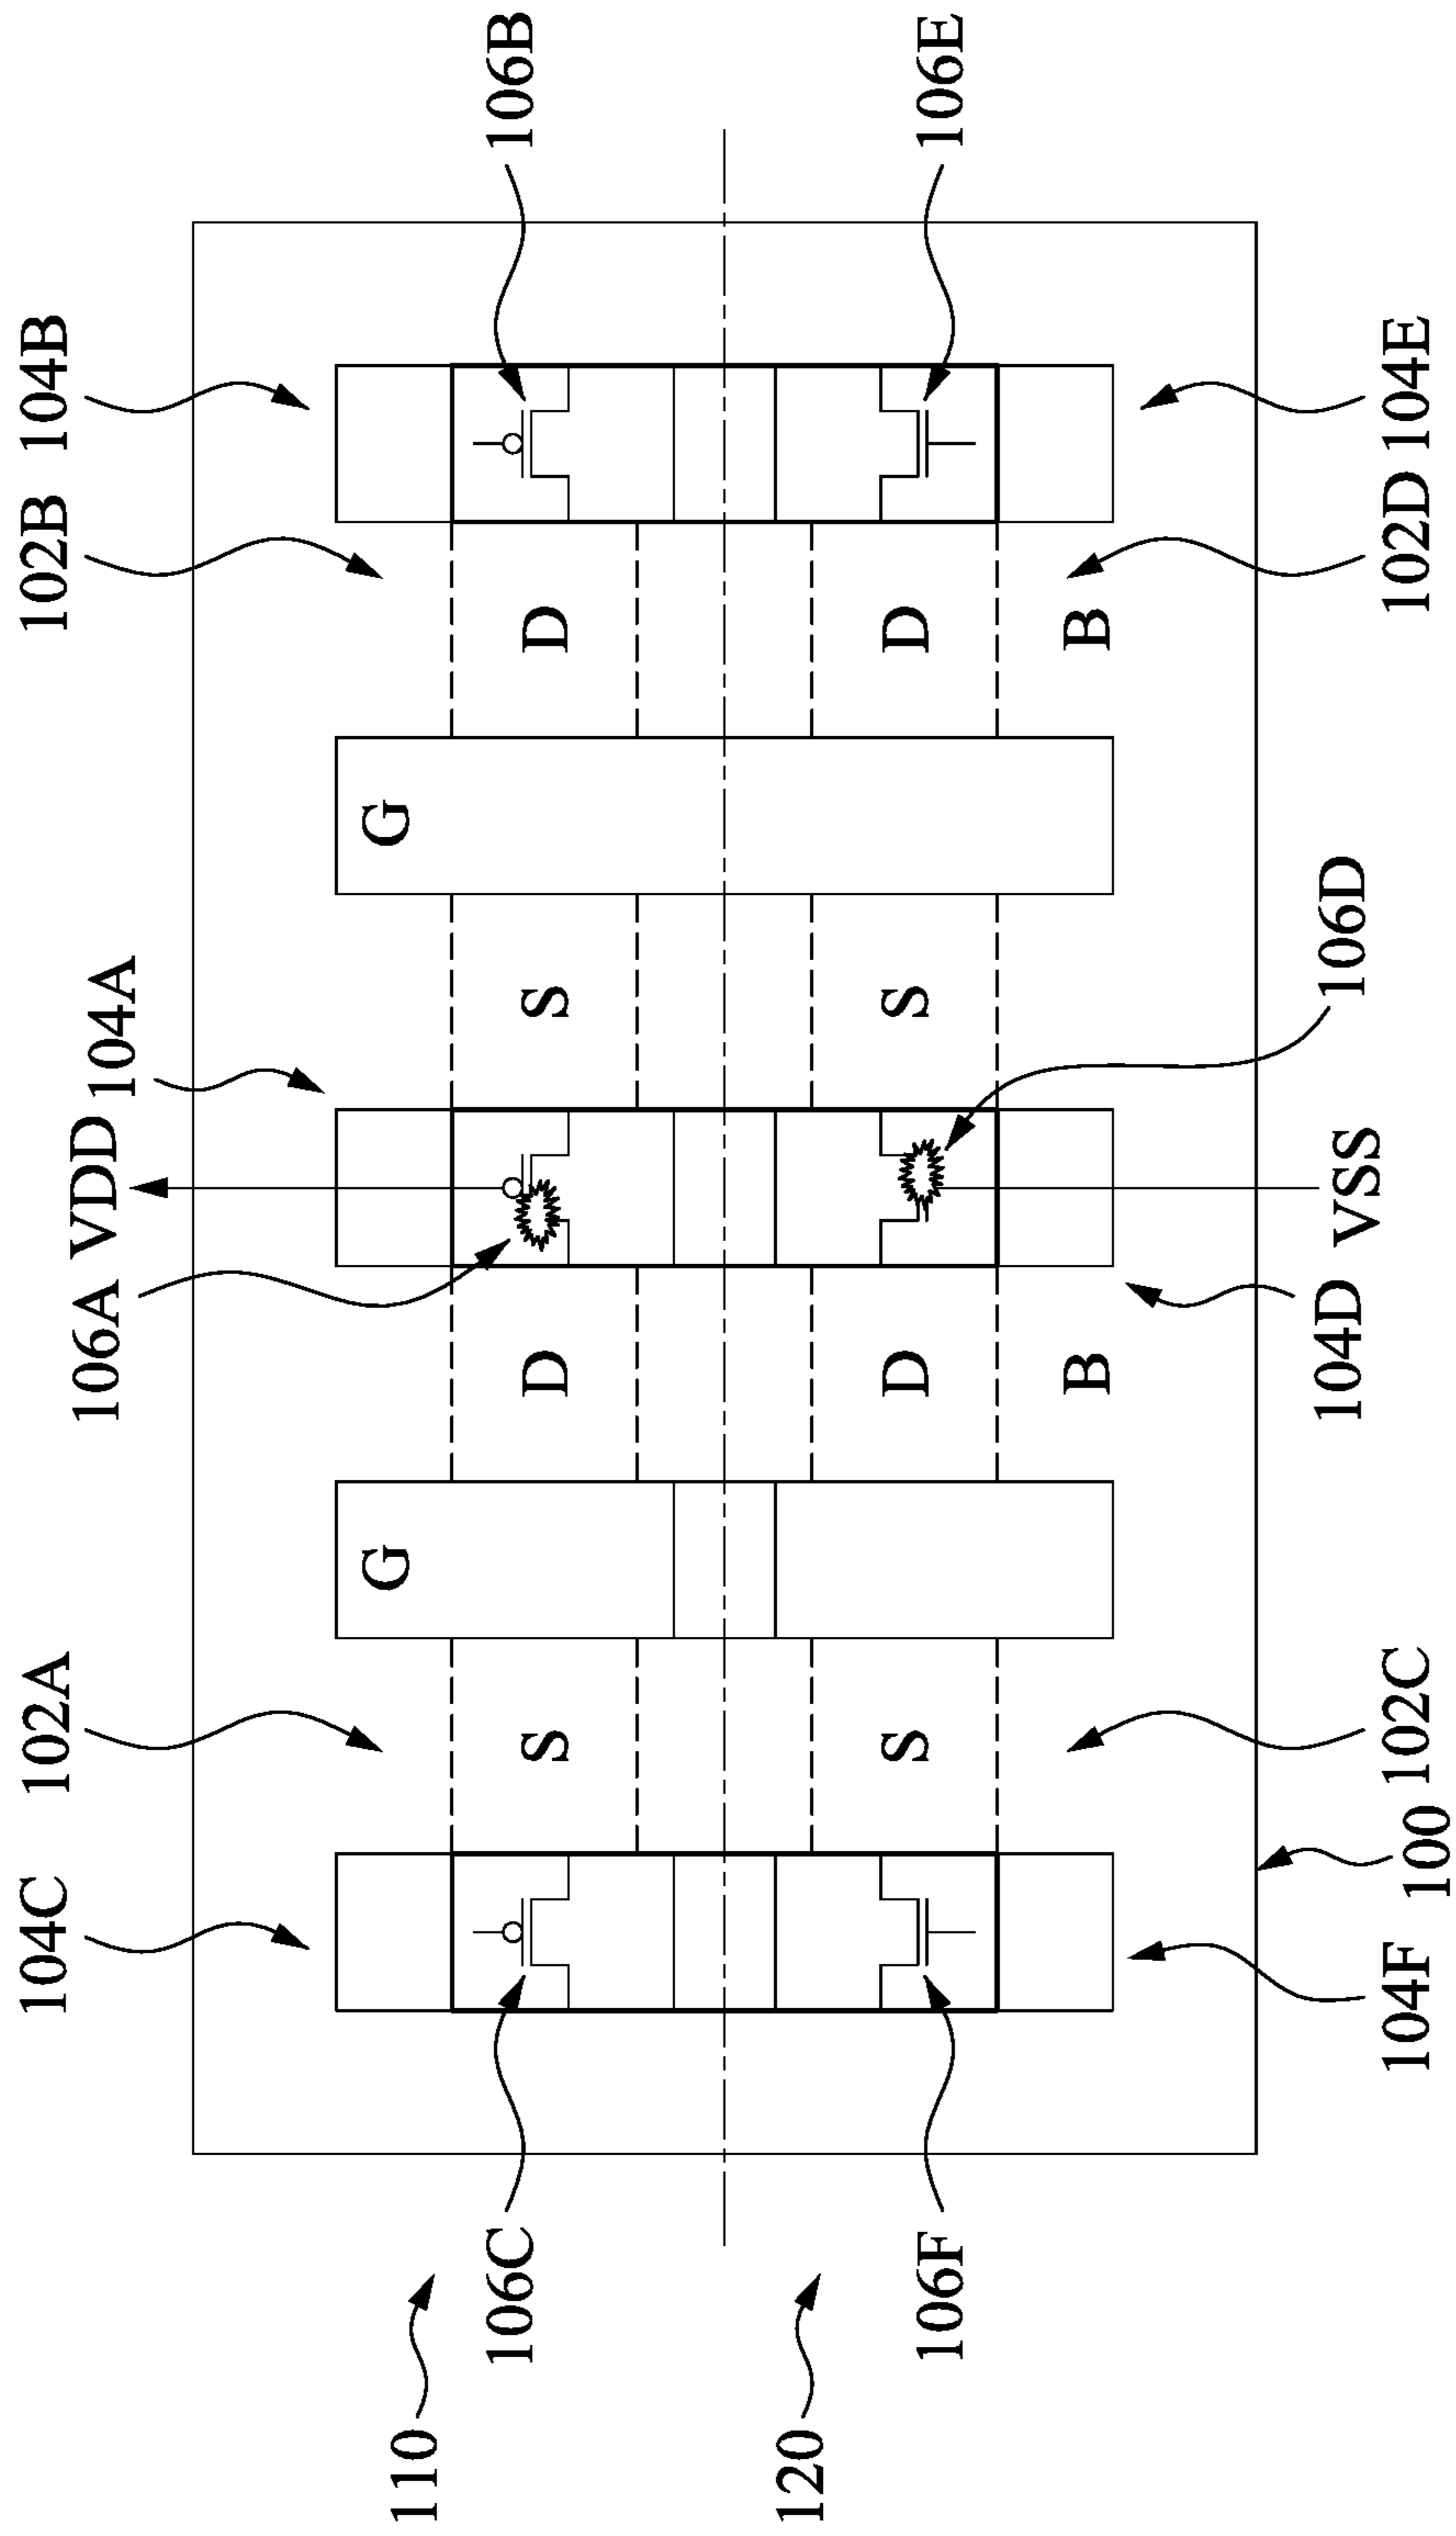 104C 102A 102B 104B
106A VDD 104A
G G
110
106C 106B
S D S D
120
S D S D
106F 106E
B B
104D VSS 106D
104F 100 102C 102D 104E